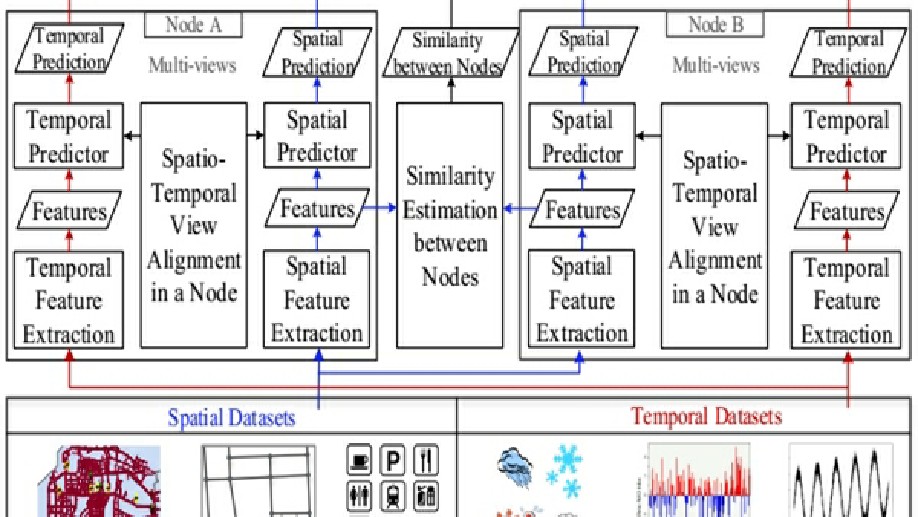 Node A
Multi-views
Temporal
Prediction
Spatial
Prediction
Temporal
Predictor
Spatio-
Temporal
View
Alignment
in a Node
Spatial
Predictor
Features
Features
Temporal
Feature
Extraction
Spatial
Feature
Extraction
Similarity
between Nodes
Similarity
Estimation
between
Nodes
Node B
Multi-views
Spatial
Prediction
Temporal
Prediction
Spatial
Predictor
Spatio-
Temporal
View
Alignment
in a Node
Temporal
Predictor
Features
Features
Spatial
Feature
Extraction
Temporal
Feature
Extraction
Spatial Datasets
Temporal Datasets
P